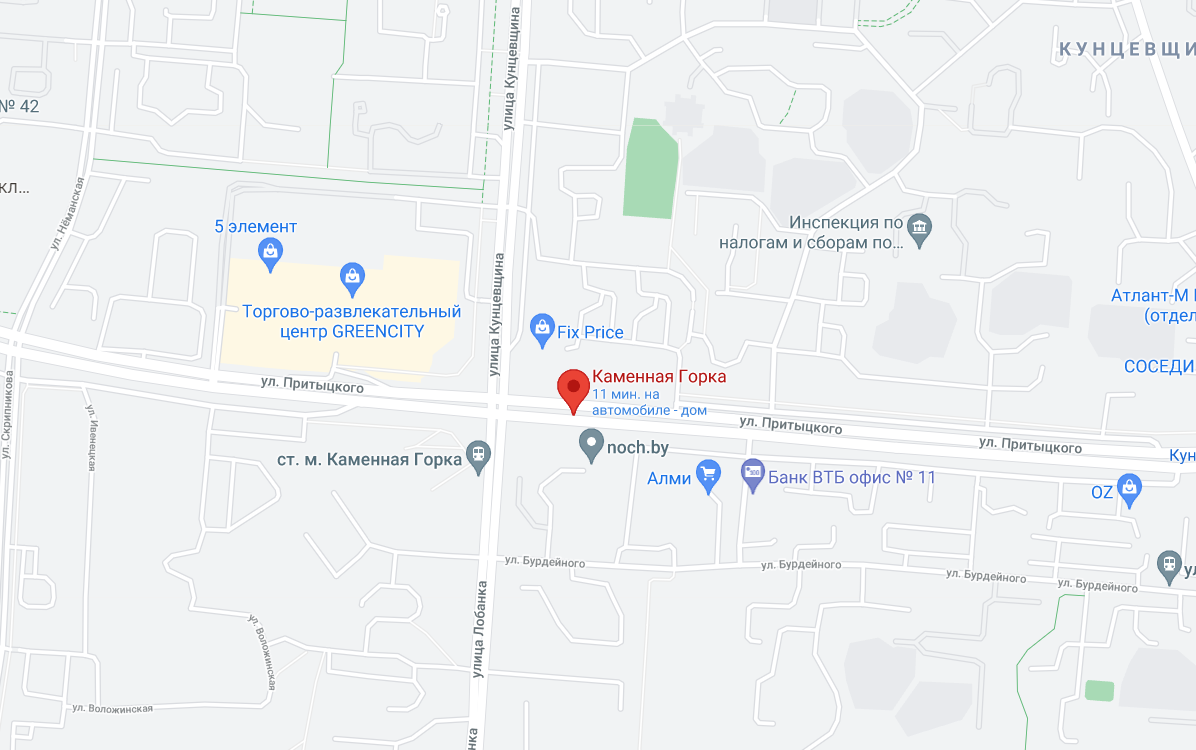 улица Кунцевщина
КУНЦЕВЩИ
№ 42
кл...
ул. Нёманская
5 элемент
Инспекция по
налогам и сборам по...
Торгово-развлекательный
центр GREENCITY
улица Кунцевщина
Атлант-М
(отдел
Fix Price
СОСЕДИ
Каменная Горка
11 мин. на
автомобиле - дом
ул. Притыцкого
ул. Притыцкого
ул. Притыцкого
ул. Скрипникова
ул. Ивенецкая
ст. м. Каменная Горка
noch.by
Кун
Алми
Банк ВТБ офис № 11
OZ
ул. Бурдейного
ул. Бурдейного
ул. Бурдейного
ул. Бурдейного
ул
улица Лобанка
ул. Воложинская
ул. Воложинская
нка